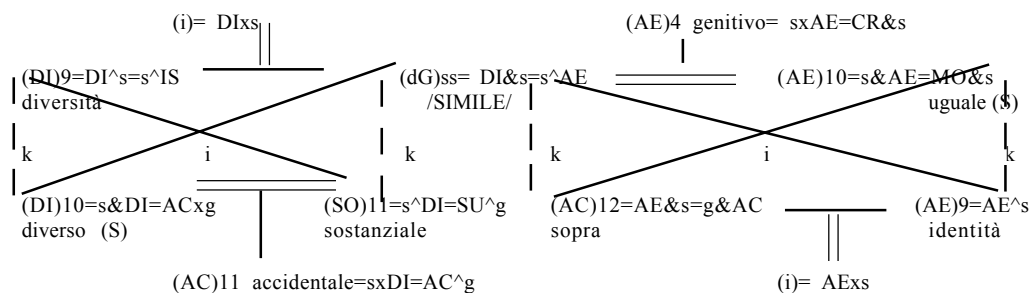 (i)= DIxs (AE)4 genitivo= sxAE=CR&s
(DI)9=DI^s=s^IS (dG)ss= DI&s=s^AE (AE)10=s&AE=MO&s
diversità /SIMILE/ uguale (S)
k i k k i k
(DI)10=s&DI=ACxg (SO)11=s^DI=SU^g (AC)12=AE&s=g&AC (AE)9=AE^s
diverso (S) sostanziale sopra identità
(AC)11 accidentale=sxDI=AC^g (i)= AExs